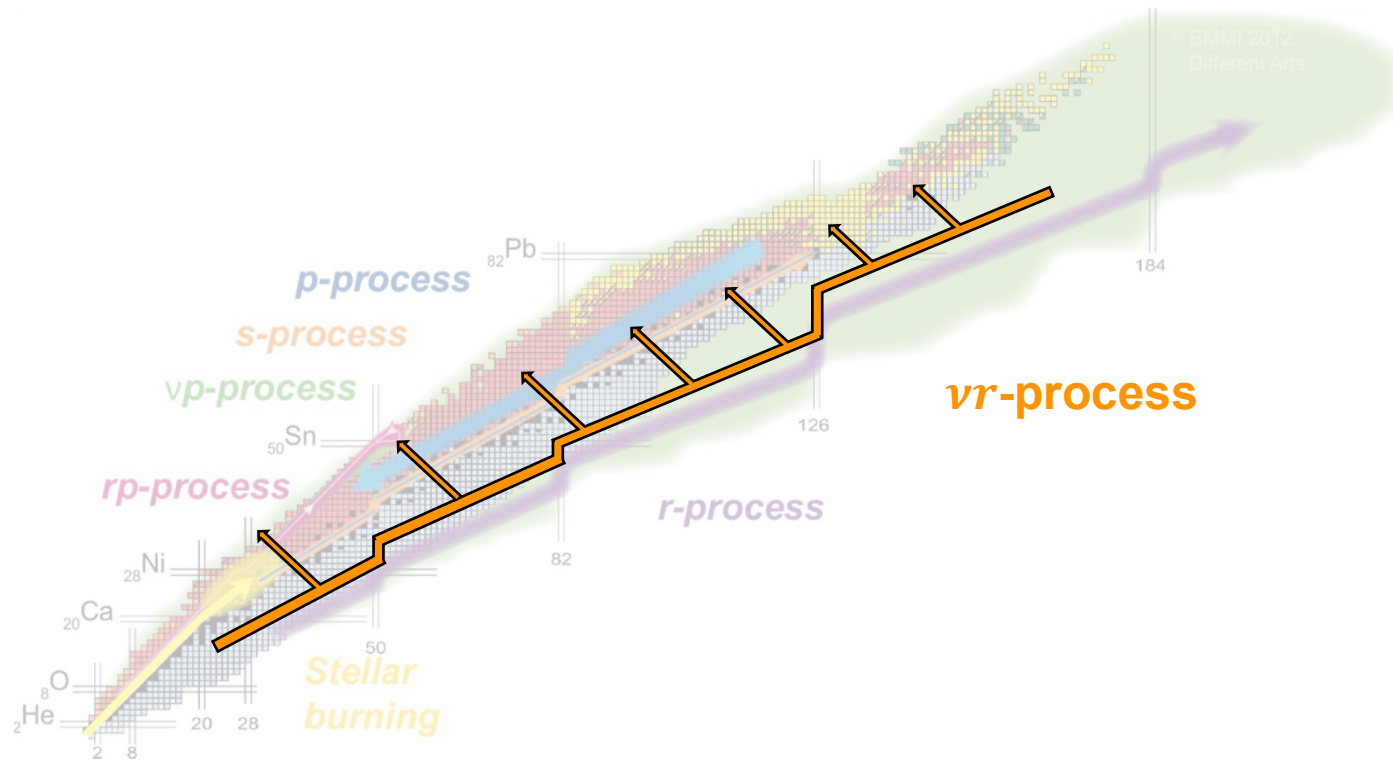 © EMMI 2012
Different Arts
82Pb
184
p-process
s-process
νp-process
νr-process
50Sn
126
rp-process
r-process
82
28Ni
20Ca
50
8O
Stellar
burning
2He
20 28
2 8